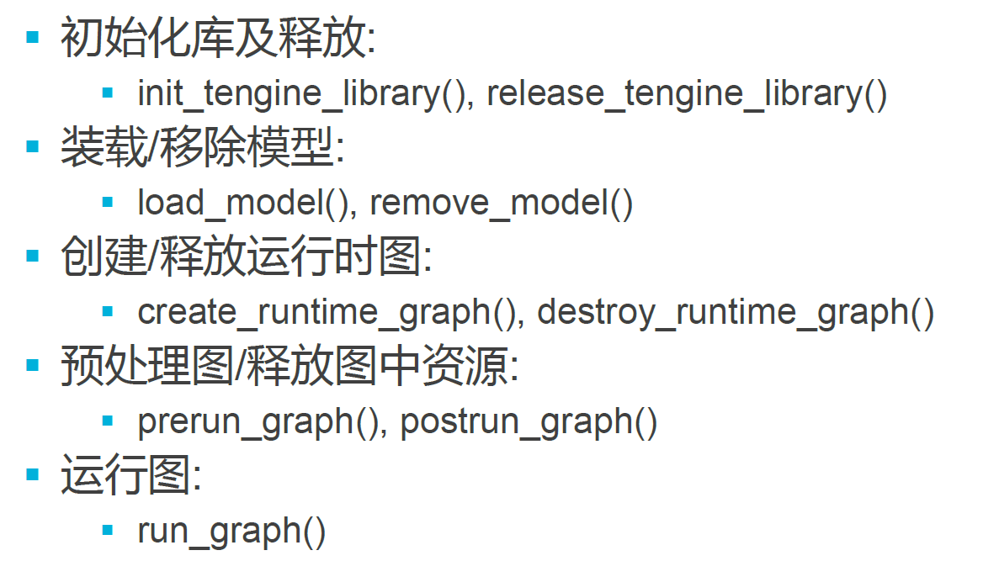 初始化库及释放:
init_tengine_library(), release_tengine_library()
装载/移除模型:
load_model(), remove_model()
创建/释放运行时图:
create_runtime_graph(), destroy_runtime_graph()
预处理图/释放图中资源:
prerun_graph(), postrun_graph()
运行图:
run_graph()